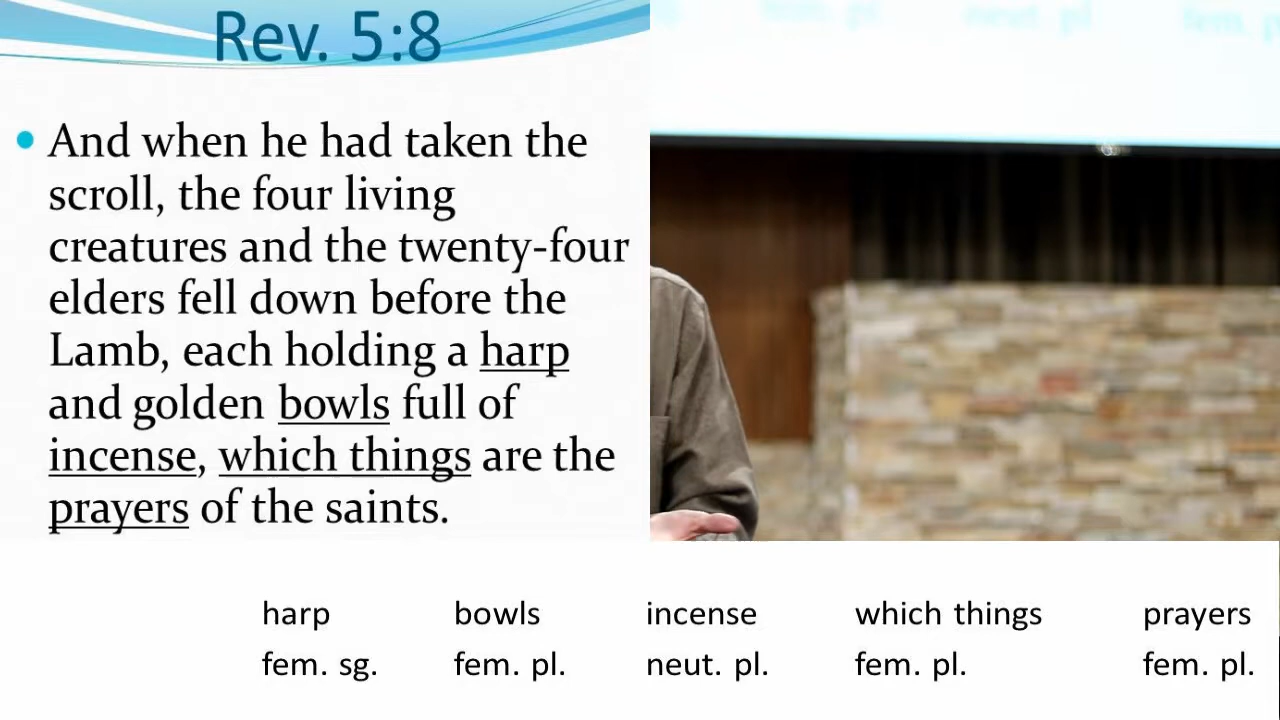 Rev. 5:8
neut. pl.
fem. p
And when he had taken the
scroll, the four living
creatures and the twenty-four
elders fell down before the
Lamb, each holding a harp
and golden bowls full of
incense, which things are the
prayers of the saints.
harp bowls incense which things prayers
fem. sg. fem. pl. neut. pl. fem. pl. fem. pl.